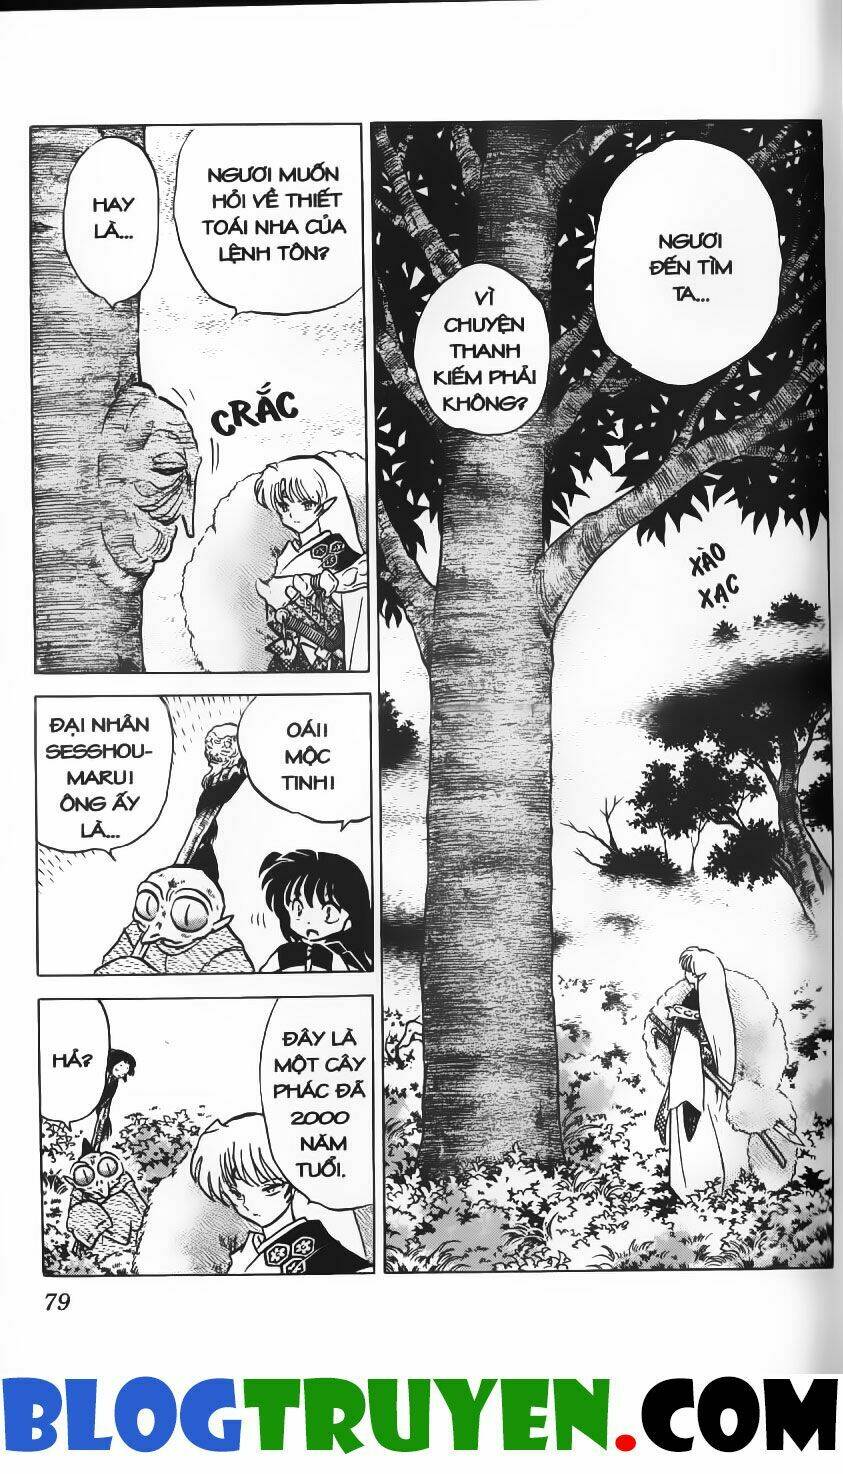 NGƯƠI
ĐẾN TÌM
TA...
VÌ
CHUYỆN
THANH
KIẾM PHẢI
KHÔNG?
XÀO
XẠC
NGƯƠI MUỐN
HỎI VỀ THIẾT
TOÁI NHA CỦA
LỆNH TÔN?
HAY
LÀ...
CRẮC
OÁI!
MỘC
TINH!
ĐẠI NHÂN
SESSHOU-
MARU!
ÔNG ẤY
LÀ...
ĐÂY LÀ
MỘT CÂY
PHÁC ĐÃ
2000
NĂM
TUỔI.
HẢ?
79
BLOGTRUYEN.COM